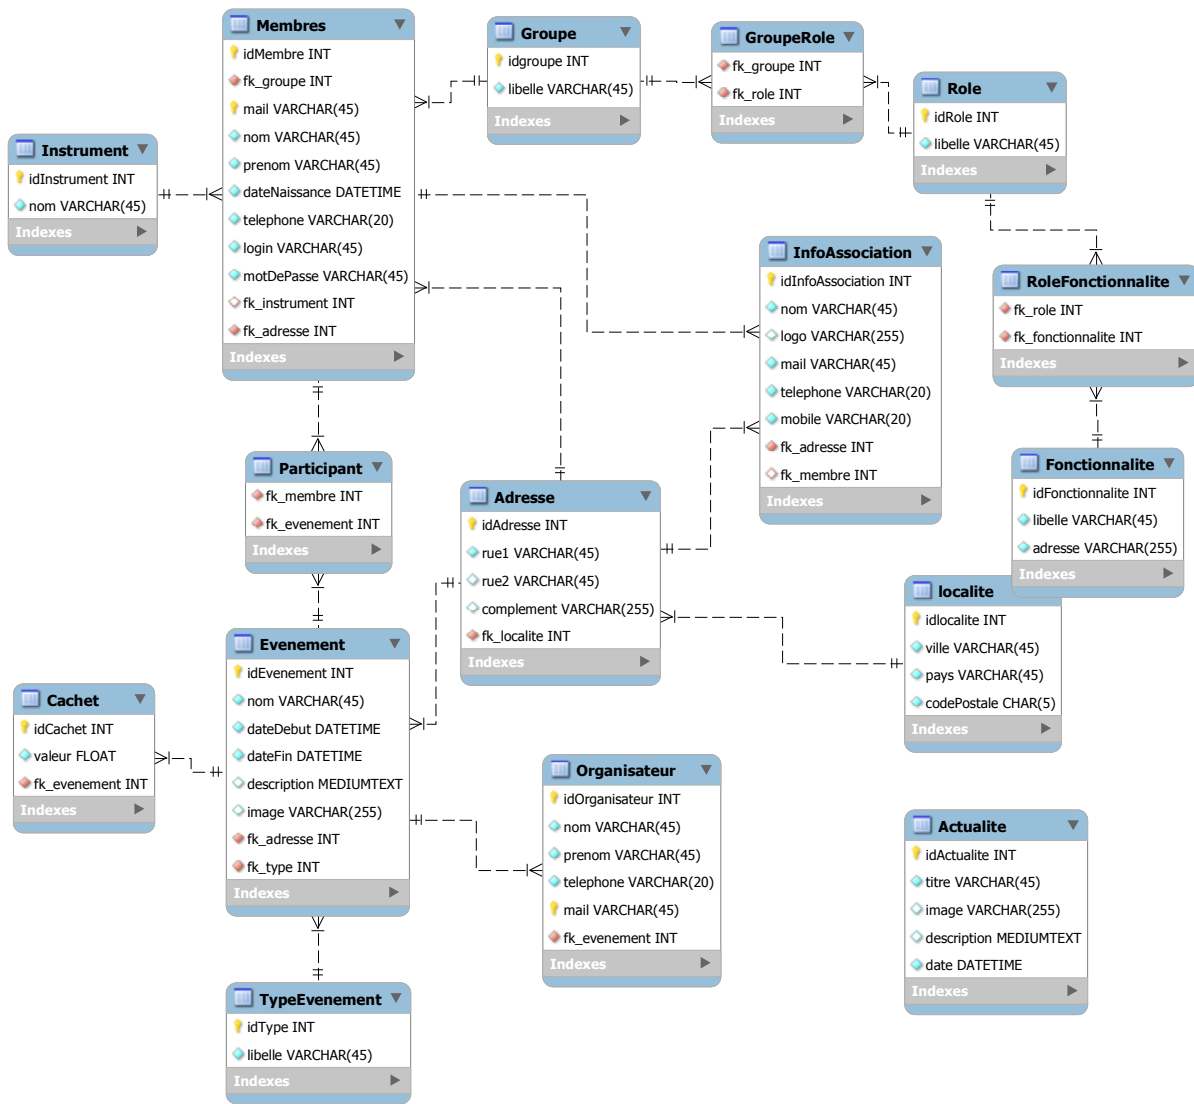 Membres
idMembre INT
fk_groupe INT
mail VARCHAR(45)
nom VARCHAR(45)
prenom VARCHAR(45)
dateNaissance DATETIME
telephone VARCHAR(20)
login VARCHAR(45)
motDePasse VARCHAR(45)
fk_instrument INT
fk_adresse INT
Indexes
Groupe
idgroupe INT
libelle VARCHAR(45)
Indexes
GroupeRole
fk_groupe INT
fk_role INT
Indexes
Role
idRole INT
libelle VARCHAR(45)
Indexes
Instrument
idInstrument INT
nom VARCHAR(45)
Indexes
InfoAssociation
idInfoAssociation INT
nom VARCHAR(45)
logo VARCHAR(255)
mail VARCHAR(45)
telephone VARCHAR(20)
mobile VARCHAR(20)
fk_adresse INT
fk_membre INT
Indexes
RoleFonctionnalite
fk_role INT
fk_fonctionnalite INT
Indexes
Participant
fk_membre INT
fk_evenement INT
Indexes
Adresse
idAdresse INT
rue1 VARCHAR(45)
rue2 VARCHAR(45)
complement VARCHAR(255)
fk_localite INT
Indexes
Fonctionnalite
idFonctionnalite INT
libelle VARCHAR(45)
adresse VARCHAR(255)
Indexes
localite
idlocalite INT
ville VARCHAR(45)
pays VARCHAR(45)
codePostale CHAR(5)
Indexes
Evenement
idEvenement INT
nom VARCHAR(45)
dateDebut DATETIME
dateFin DATETIME
description MEDIUMTEXT
image VARCHAR(255)
fk_adresse INT
fk_type INT
Indexes
Cachet
idCachet INT
valeur FLOAT
fk_evenement INT
Indexes
Organisateur
idOrganisateur INT
nom VARCHAR(45)
prenom VARCHAR(45)
telephone VARCHAR(20)
mail VARCHAR(45)
fk_evenement INT
Indexes
Actualite
idActualite INT
titre VARCHAR(45)
image VARCHAR(255)
description MEDIUMTEXT
date DATETIME
Indexes
TypeEvenement
idType INT
libelle VARCHAR(45)
Indexes